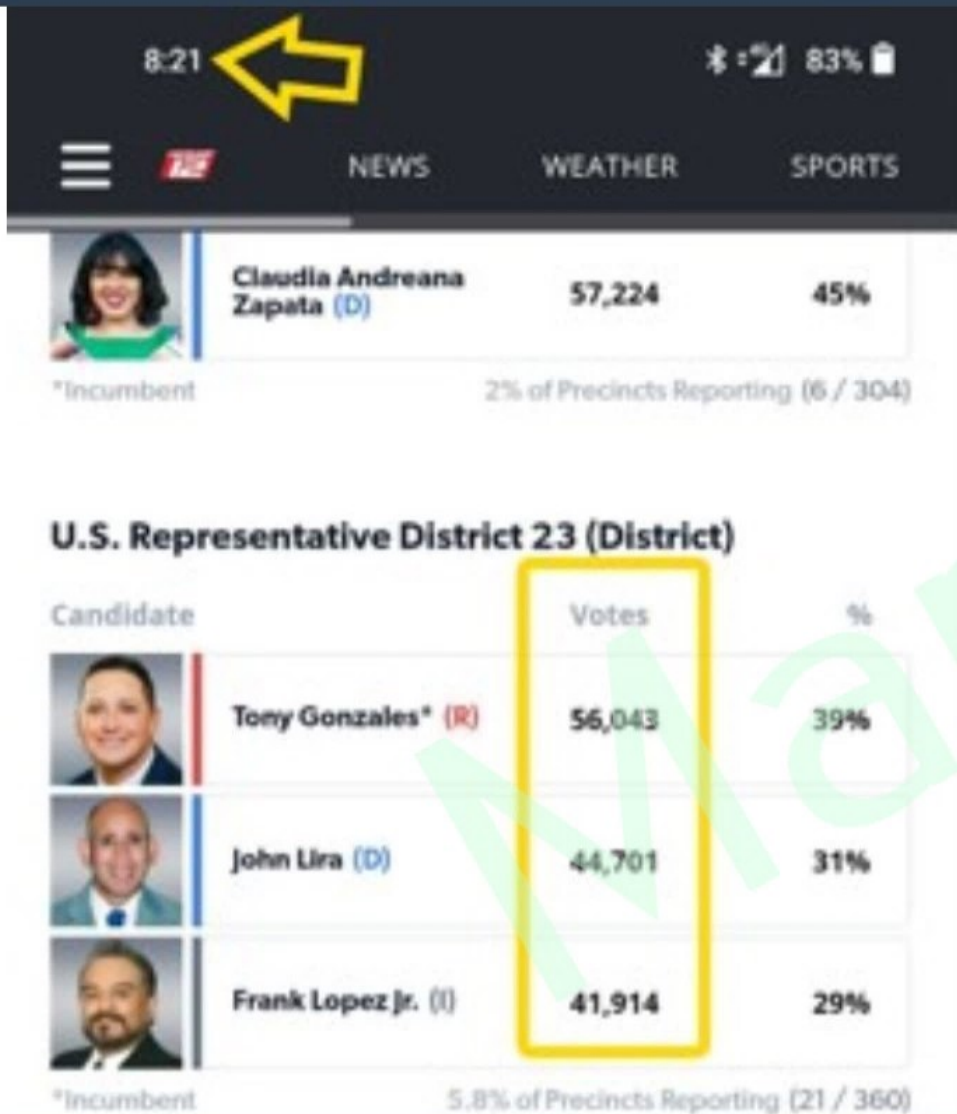 8:21 83%
12 NEWS WEATHER SPORTS
Claudia Andreana
Zapata (D) 57,224 45%
*Incumbent 2% of Precincts Reporting (6 / 304)
U.S. Representative District 23 (District)
Candidate Votes %
Tony Gonzales* (R) 56,043 39%
John Lira (D) 44,701 31%
Frank Lopez Jr. (I) 41,914 29%
*Incumbent 5.8% of Precincts Reporting (21 / 360)
Mar